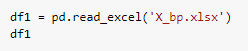 df1 = pd.read_excel('X_bp.xlsx')
df1